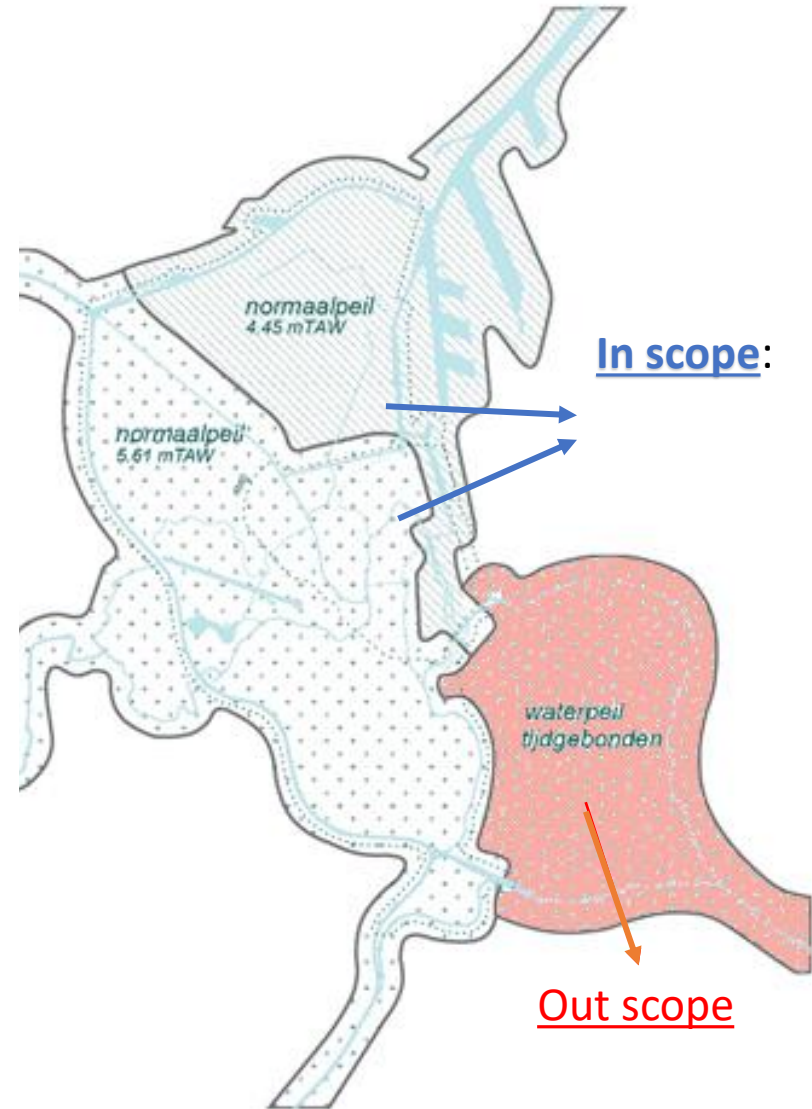 normaalpeil
4.45 mTAW
In scope:
normaalpeil
5.61 mTAW
waterpeil
tijdgebonden
Out scope